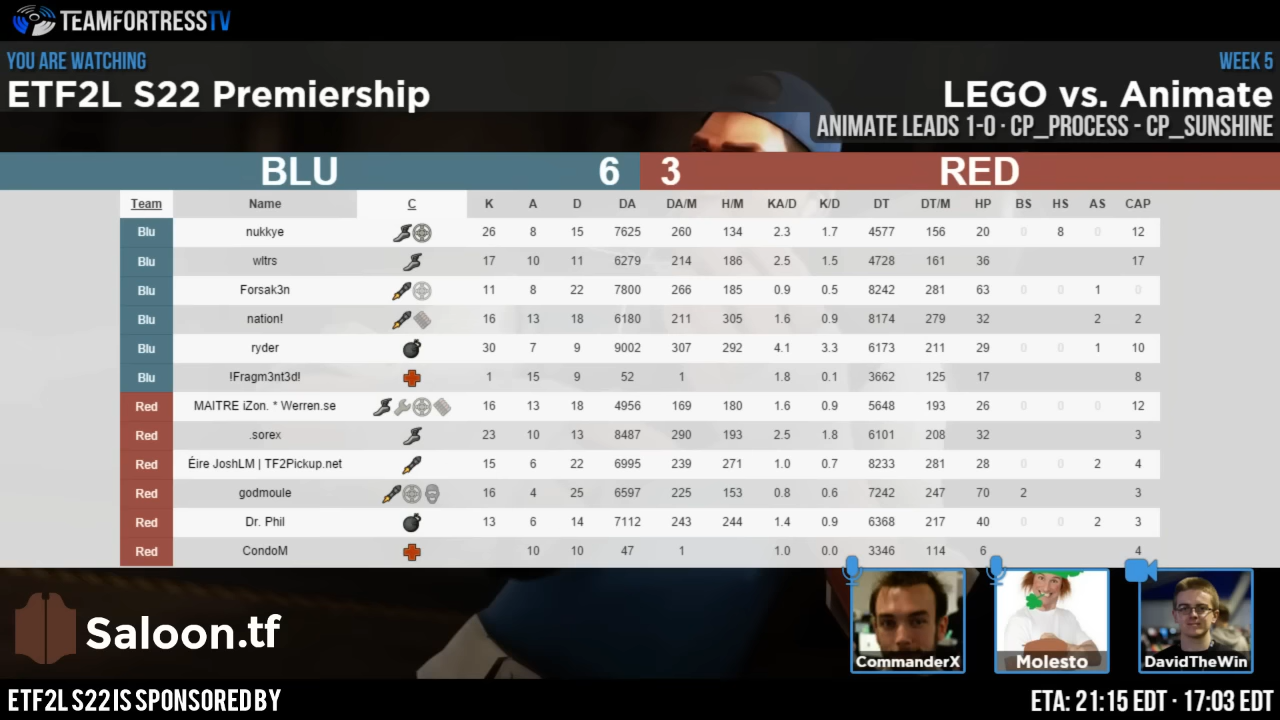 TEAMFORTRESSTV
YOU ARE WATCHING
WEEK 5
ETF2L S22 Premiership
LEGO vs. Animate
ANIMATE LEADS 1-0 · CP_PROCESS - CP_SUNSHINE
BLU 6 3 RED
Team Name C K A D DA DA/M H/M KA/D K/D DT DT/M HP BS HS AS CAP
Blu nukkye 26 8 15 7625 260 134 2.3 1.7 4577 156 20 0 8 0 12
Blu wltrs 17 10 11 6279 214 186 2.5 1.5 4728 161 36 17
Blu Forsak3n 11 8 22 7800 266 185 0.9 0.5 8242 281 63 0 0 1 0
Blu nation! 16 13 18 6180 211 305 1.6 0.9 8174 279 32 2 2
Blu ryder 30 7 9 9002 307 292 4.1 3.3 6173 211 29 0 0 1 10
Blu !Fragm3nt3d! 1 15 9 52 1 1.8 0.1 3662 125 17 8
Red MAITRE iZon. * Werren.se 16 13 18 4956 169 180 1.6 0.9 5648 193 26 0 0 0 12
Red .sorex 23 10 13 8487 290 193 2.5 1.8 6101 208 32 3
Red Éire JoshLM | TF2Pickup.net 15 6 22 6995 239 271 1.0 0.7 8233 281 28 0 0 2 4
Red godmoule 16 4 25 6597 225 153 0.8 0.6 7242 247 70 2 3
Red Dr. Phil 13 6 14 7112 243 244 1.4 0.9 6368 217 40 0 0 2 3
Red CondoM 10 10 47 1 1.0 0.0 3346 114 6 4
Saloon.tf
CommanderX
Molesto
DavidTheWin
ETF2L S22 IS SPONSORED BY
ETA: 21:15 EDT · 17:03 EDT